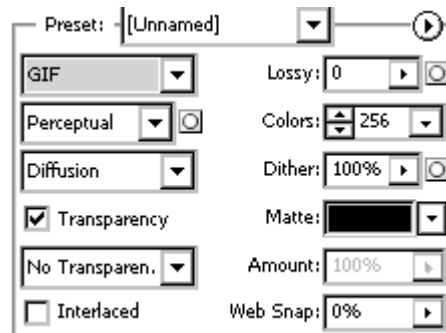 Preset: [Unnamed]
GIF Lossy: 0
Perceptual Colors: 256
Diffusion Dither: 100%
Transparency Matte:
No Transparen. Amount: 100%
Interlaced Web Snap: 0%